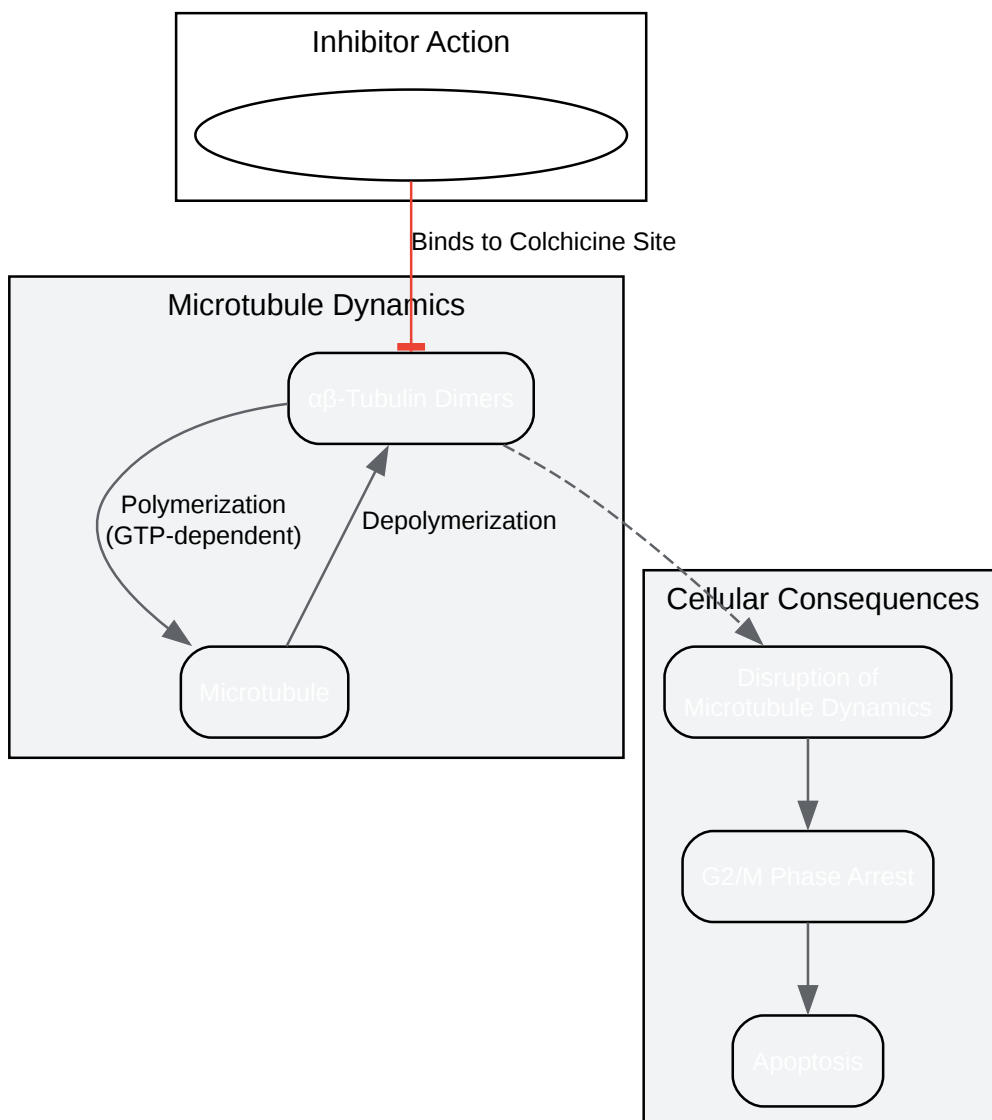 Inhibitor Action
Binds to Colchicine Site
Microtubule Dynamics
αβ-Tubulin Dimers
Polymerization
(GTP-dependent)
Depolymerization
Microtubule
Cellular Consequences
Disruption of
Microtubule Dynamics
G2/M Phase Arrest
Apoptosis